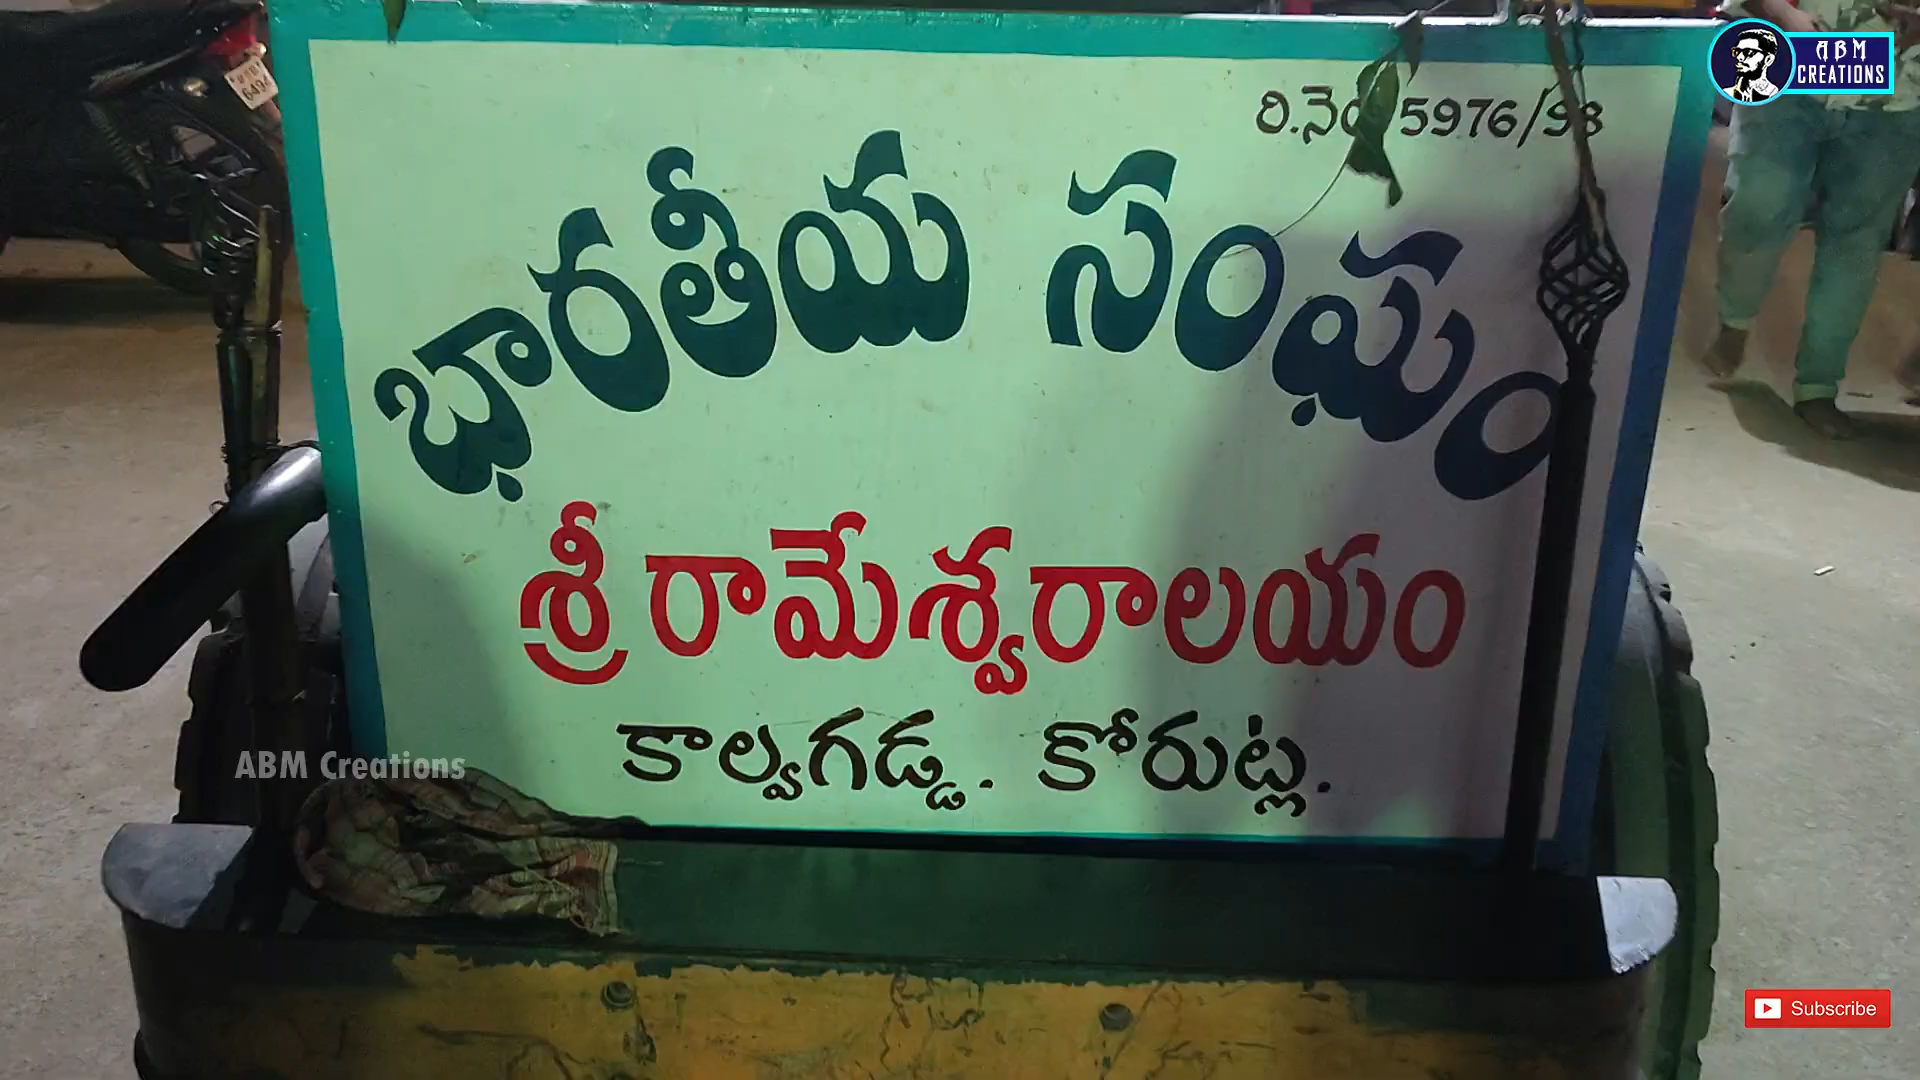 రి.నెం 5976/98
భారతీయ సంఘం
శ్రీ రామేశ్వరాలయం
కాల్వగడ్డ. కోరుట్ల.
ABM
CREATIONS
ABM Creations
Subscribe